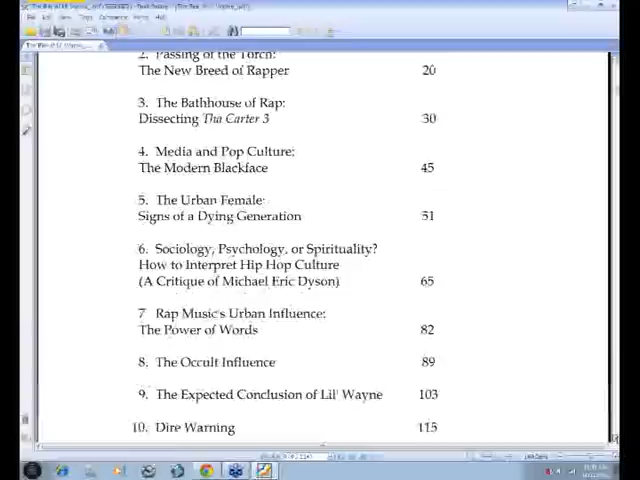 2. Passing of the Torch:
The New Breed of Rapper 20
3. The Bathhouse of Rap:
Dissecting Tha Carter 3 30
4. Media and Pop Culture:
The Modern Blackface 45
5. The Urban Female:
Signs of a Dying Generation 51
6. Sociology, Psychology, or Spirituality?
How to Interpret Hip Hop Culture
(A Critique of Michael Eric Dyson) 65
7 Rap Music's Urban Influence:
The Power of Words 82
8. The Occult Influence 89
9. The Expected Conclusion of Lil' Wayne 103
10. Dire Warning 115